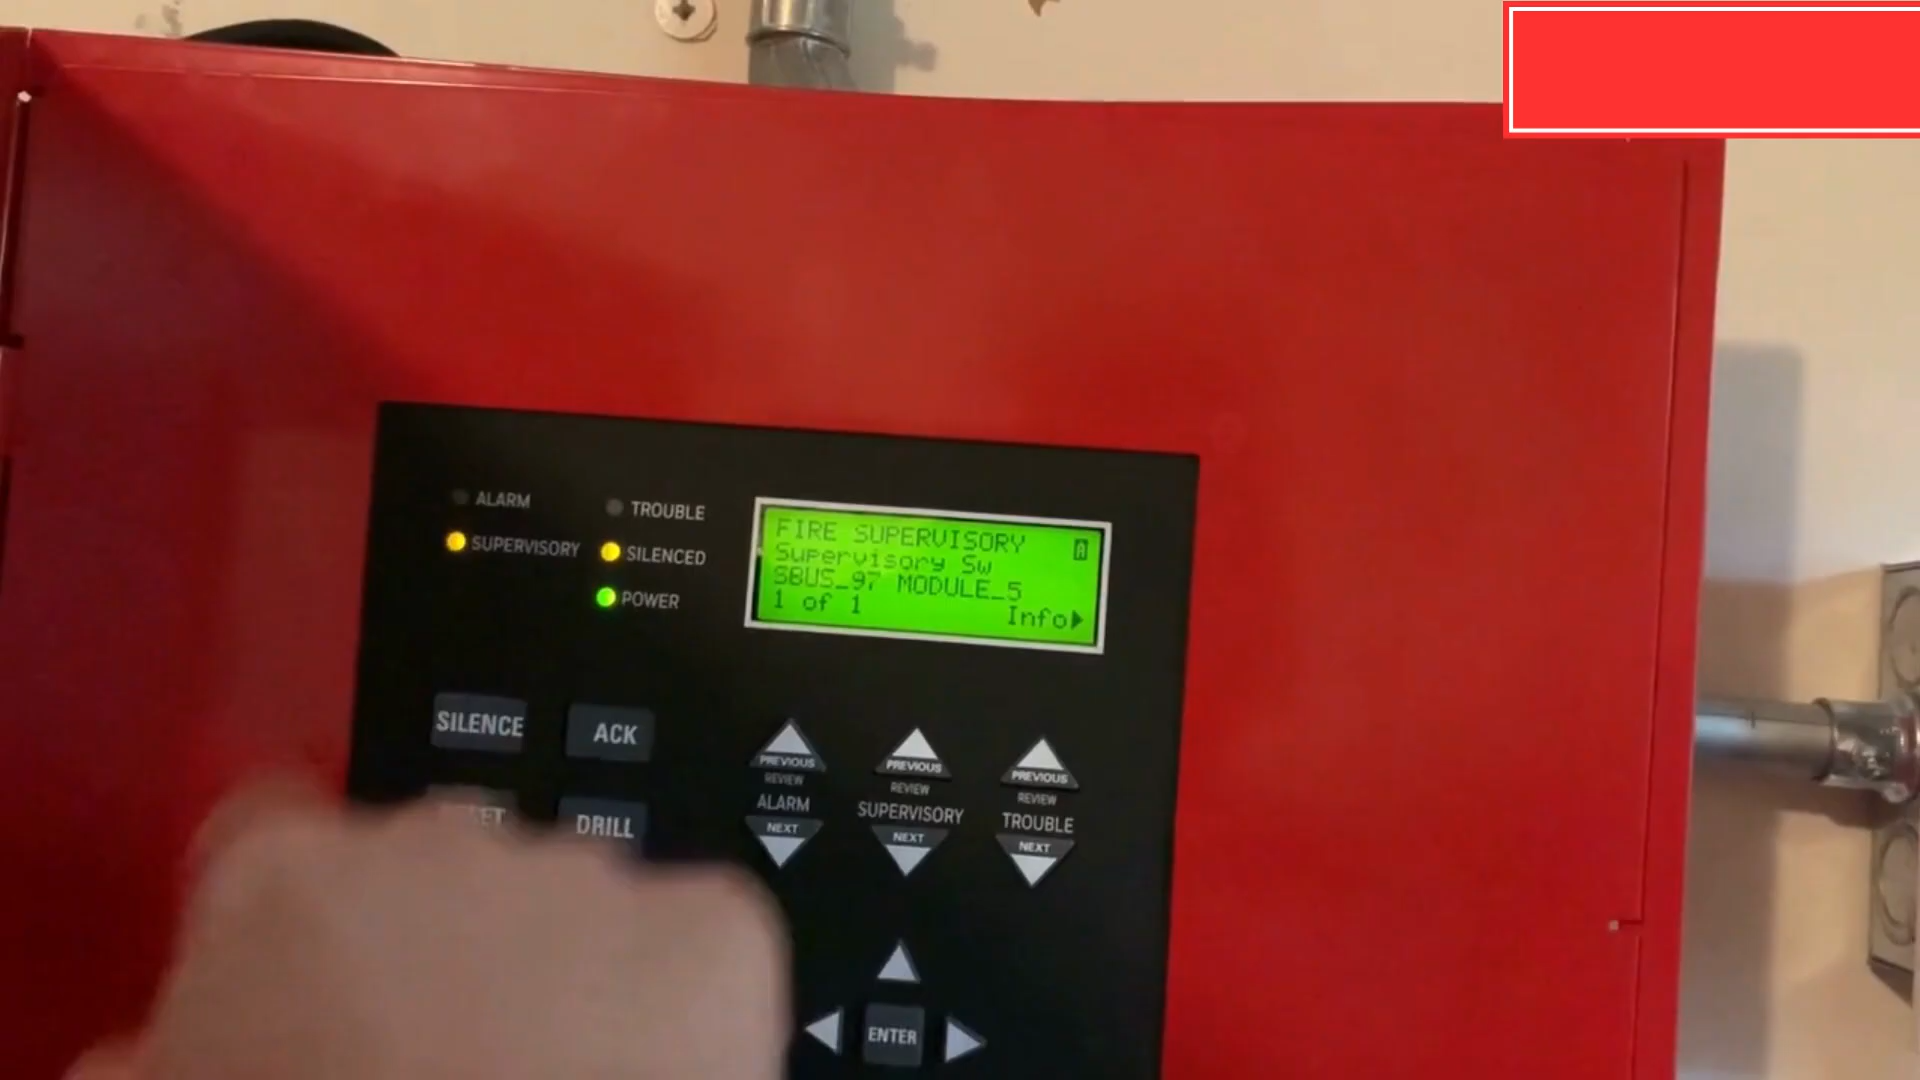 ALARM
TROUBLE
SUPERVISORY
SILENCED
POWER
FIRE SUPERVISORY A
Supervisory Sw
SBUS_97 MODULE_5
1 of 1 Info
SILENCE
ACK
DRILL
PREVIOUS
REVIEW
ALARM
NEXT
PREVIOUS
REVIEW
SUPERVISORY
NEXT
PREVIOUS
REVIEW
TROUBLE
NEXT
ENTER